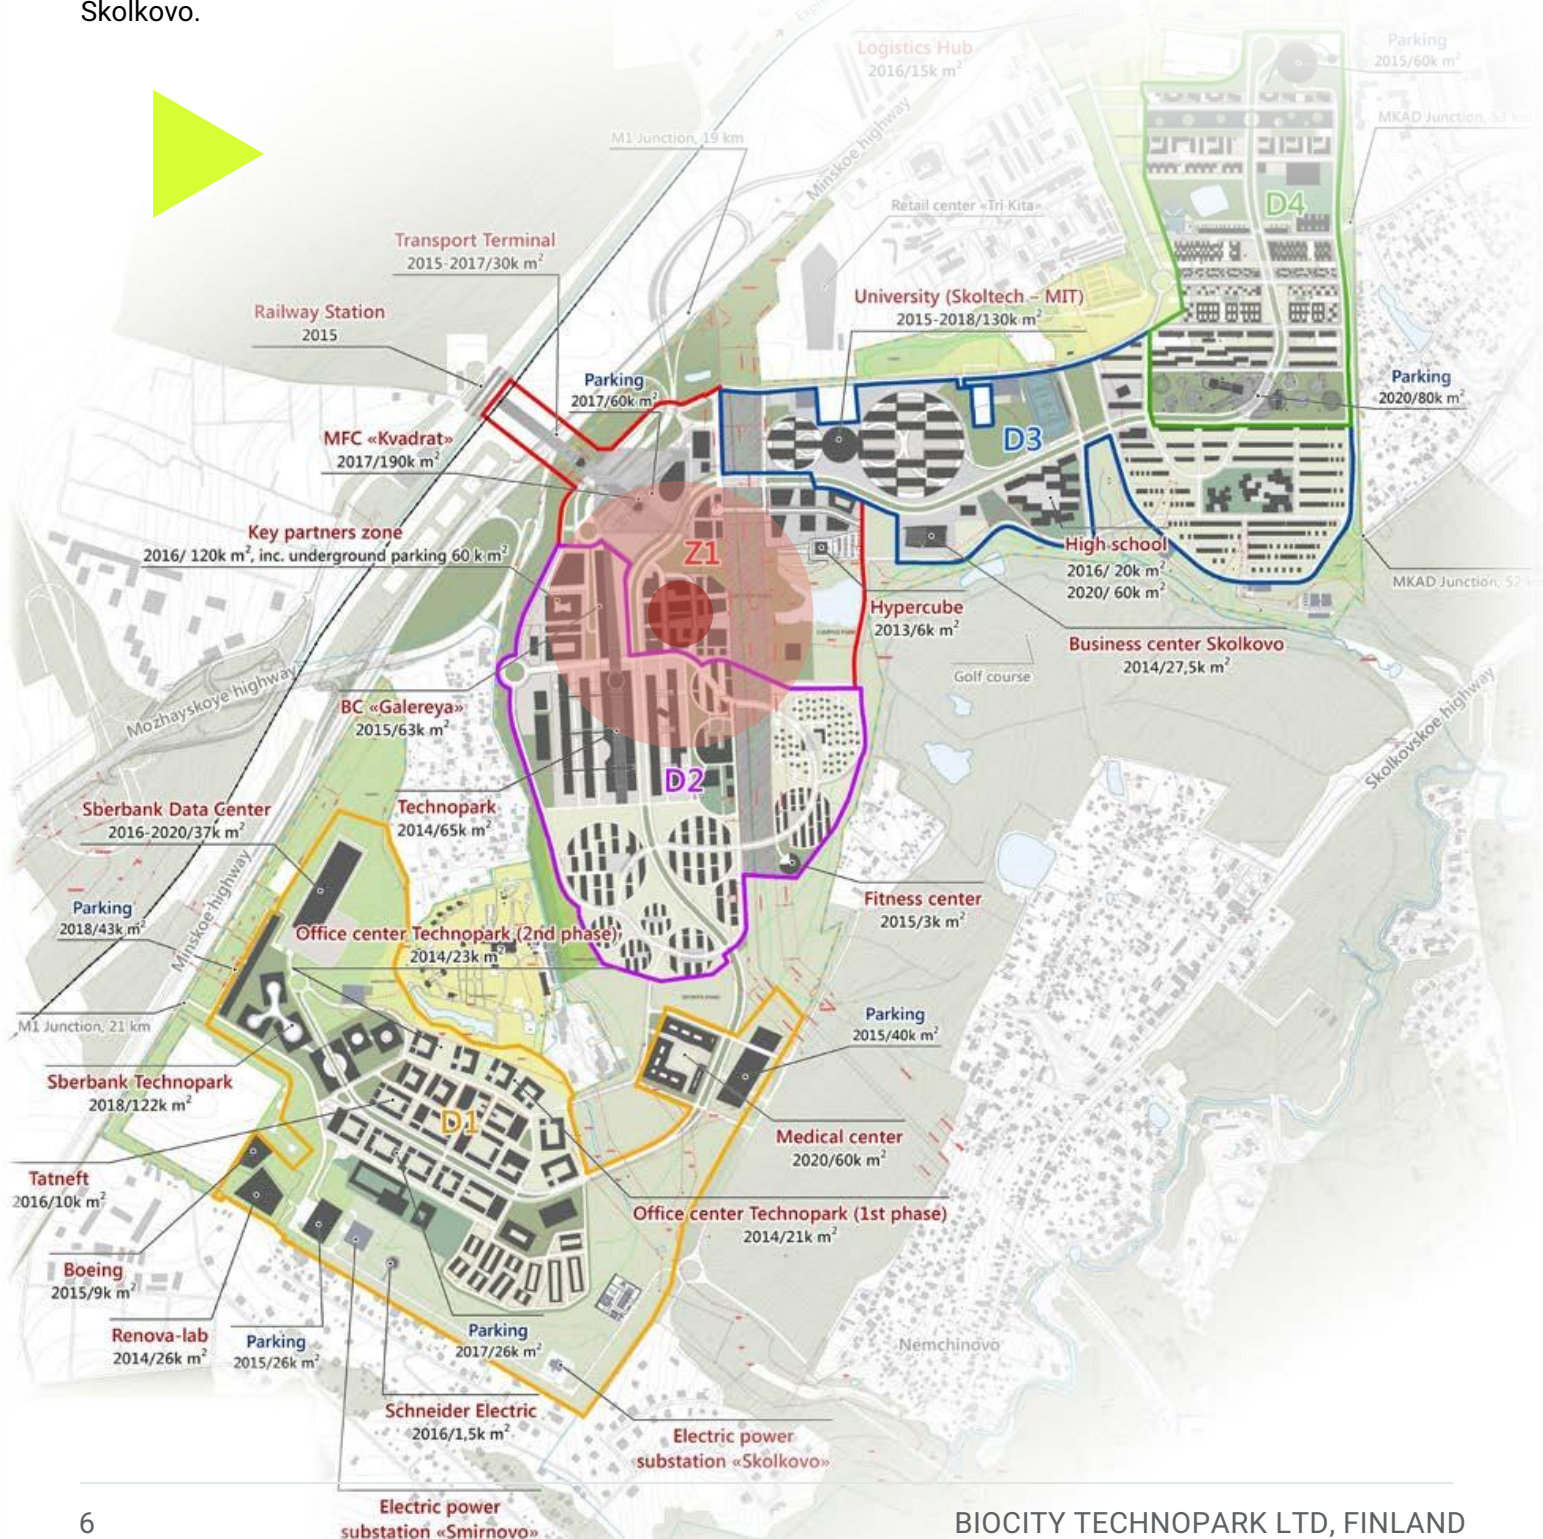 Skolkovo.
Logistics Hub
2016/15k m²
Parking
2015/60k m²
M1 Junction, 19 km
Minskoe highway
MKAD Junction, 53
D4
Retail center «Tri Kita»
Transport Terminal
2015-2017/30k m²
Railway Station
2015
University (Skoltech – MIT)
2015-2018/130k m²
Parking
2017/60k m²
Parking
2020/80k m²
MFC «Kvadrat»
2017/190k m²
D3
Key partners zone
2016/ 120k m², inc. underground parking 60 k m²
Z1
High school
2016/ 20k m²
2020/ 60k m²
MKAD Junction, 52
Hypercube
2013/6k m²
Business center Skolkovo
2014/27,5k m²
Golf course
Mozhayskoye highway
Skolkovskoe highway
BC «Galereya»
2015/63k m²
D2
Technopark
2014/65k m²
Sberbank Data Center
2016-2020/37k m²
Minskoe highway
Fitness center
2015/3k m²
Parking
2018/43k m²
Office center Technopark (2nd phase)
2014/23k m²
M1 Junction, 21 km
Parking
2015/40k m²
Sberbank Technopark
2018/122k m²
D1
Medical center
2020/60k m²
Tatneft
2016/10k m²
Office center Technopark (1st phase)
2014/21k m²
Boeing
2015/9k m²
Renova-lab
2014/26k m²
Parking
2015/26k m²
Parking
2017/26k m²
Nemchinovo
Schneider Electric
2016/1,5k m²
Electric power
substation «Skolkovo»
Electric power
substation «Smirnovo»
6
BIOCITY TECHNOPARK LTD, FINLAND